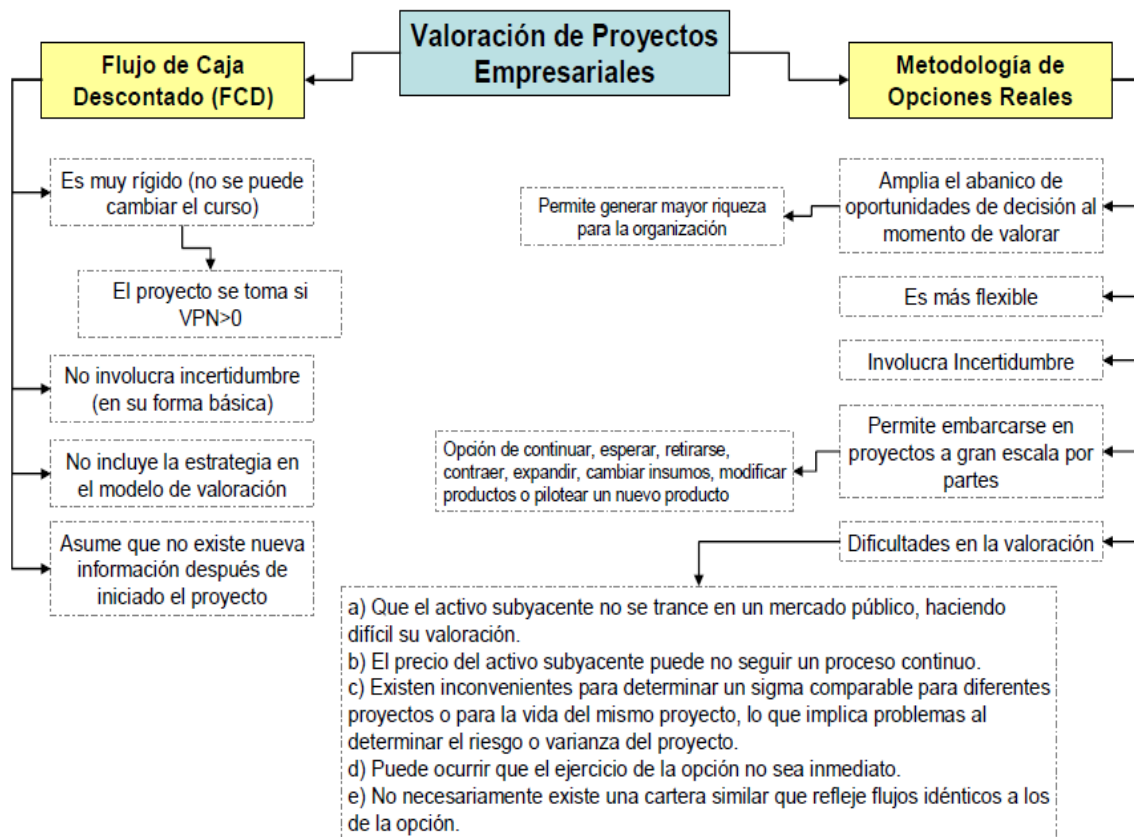 Valoración de Proyectos
Empresariales
Flujo de Caja
Descontado (FCD)
Es muy rígido (no se puede
cambiar el curso)
El proyecto se toma si
VPN>0
No involucra incertidumbre
(en su forma básica)
No incluye la estrategia en
el modelo de valoración
Asume que no existe nueva
información después de
iniciado el proyecto
Metodología de
Opciones Reales
Amplia el abanico de
oportunidades de decisión al
momento de valorar
Permite generar mayor riqueza
para la organización
Es más flexible
Involucra Incertidumbre
Permite embarcarse en
proyectos a gran escala por
partes
Opción de continuar, esperar, retirarse,
contraer, expandir, cambiar insumos, modificar
productos o pilotear un nuevo producto
Dificultades en la valoración
a) Que el activo subyacente no se trance en un mercado público, haciendo
difícil su valoración.
b) El precio del activo subyacente puede no seguir un proceso continuo.
c) Existen inconvenientes para determinar un sigma comparable para diferentes
proyectos o para la vida del mismo proyecto, lo que implica problemas al
determinar el riesgo o varianza del proyecto.
d) Puede ocurrir que el ejercicio de la opción no sea inmediato.
e) No necesariamente existe una cartera similar que refleje flujos idénticos a los
de la opción.